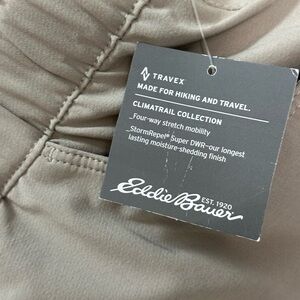 TRAVEX®
MADE FOR HIKING AND TRAVEL.
CLIMATRAIL COLLECTION
_Four-way stretch mobility
_StormRepel® Super DWR–our longest
lasting moisture-shedding finish
Eddie Bauer
EST. 1920